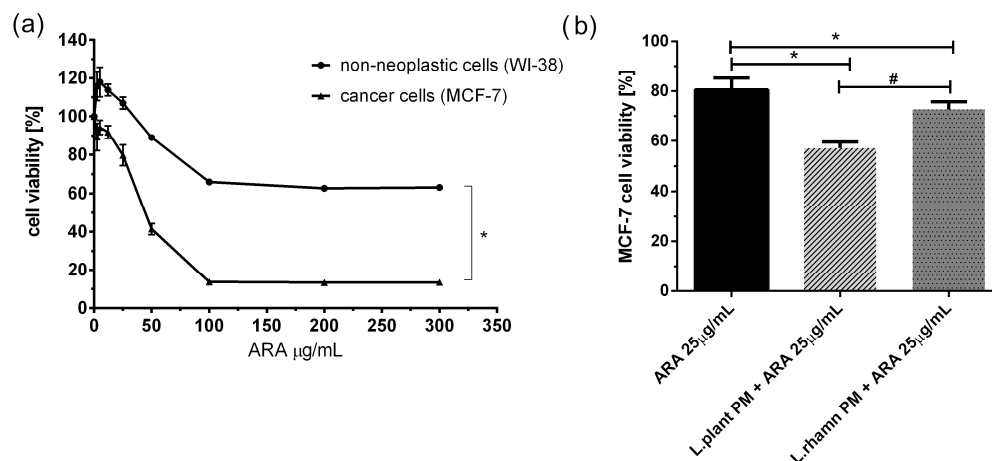 (a)
140
120
100
80
60
40
20
0
cell viability [%]
0 50 100 150 200 250 300 350
ARA μg/mL
non-neoplastic cells (WI-38)
cancer cells (MCF-7)
*
(b)
100
80
60
40
20
0
MCF-7 cell viability [%]
*
*
#
ARA 25μg/mL
L.plant PM + ARA 25μg/mL
L.rhamn PM + ARA 25μg/mL